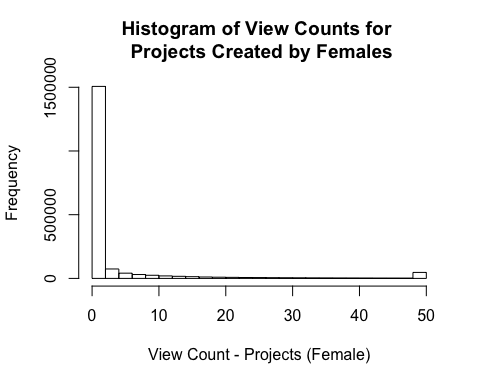 Histogram of View Counts for
Projects Created by Females
Frequency
1500000
500000
0
0 10 20 30 40 50
View Count - Projects (Female)